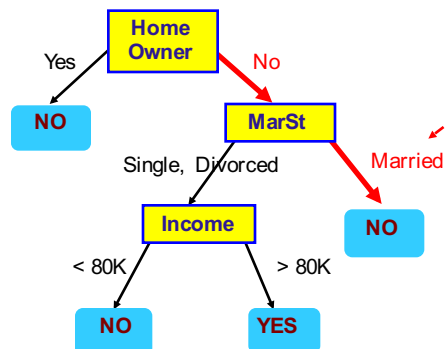 Home
Owner
Yes
No
NO
MarSt
Single, Divorced
Married
Income
NO
< 80K
> 80K
NO
YES